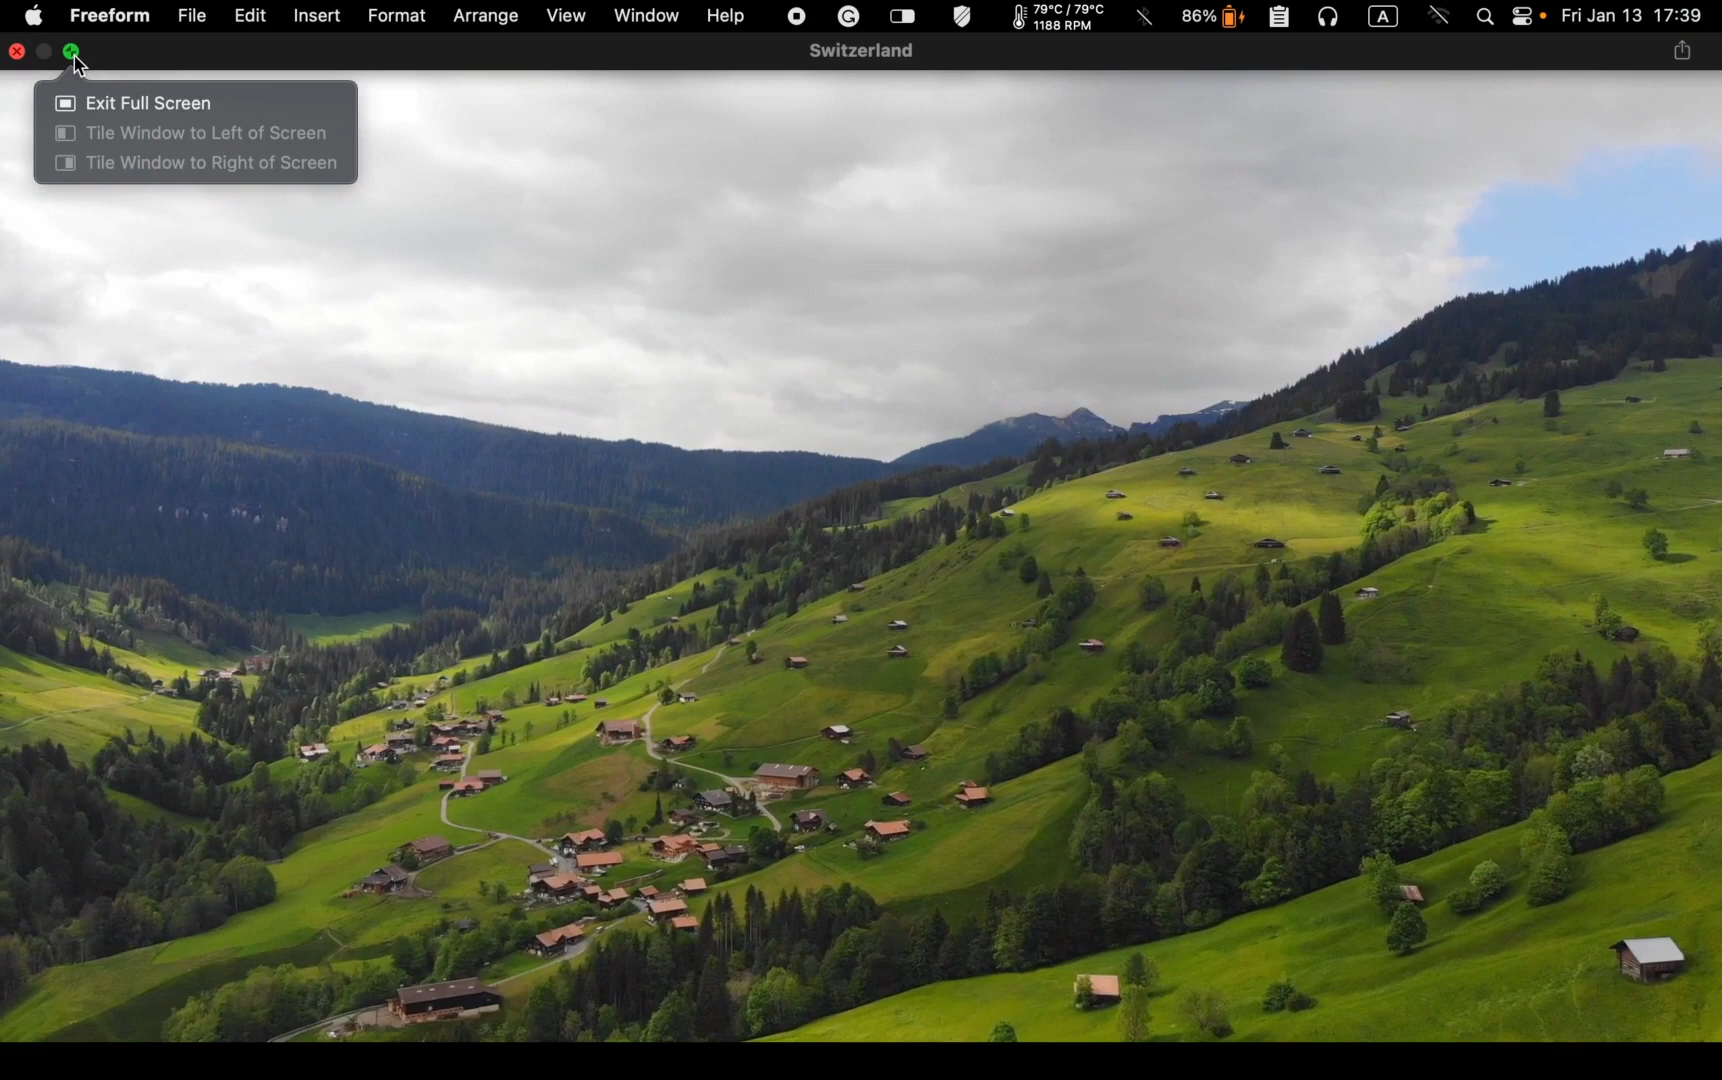 Freeform File Edit Insert Format Arrange View Window Help 79°C / 79°C 86% A Fri Jan 13 17:39
1188 RPM
Switzerland
Exit Full Screen
Tile Window to Left of Screen
Tile Window to Right of Screen